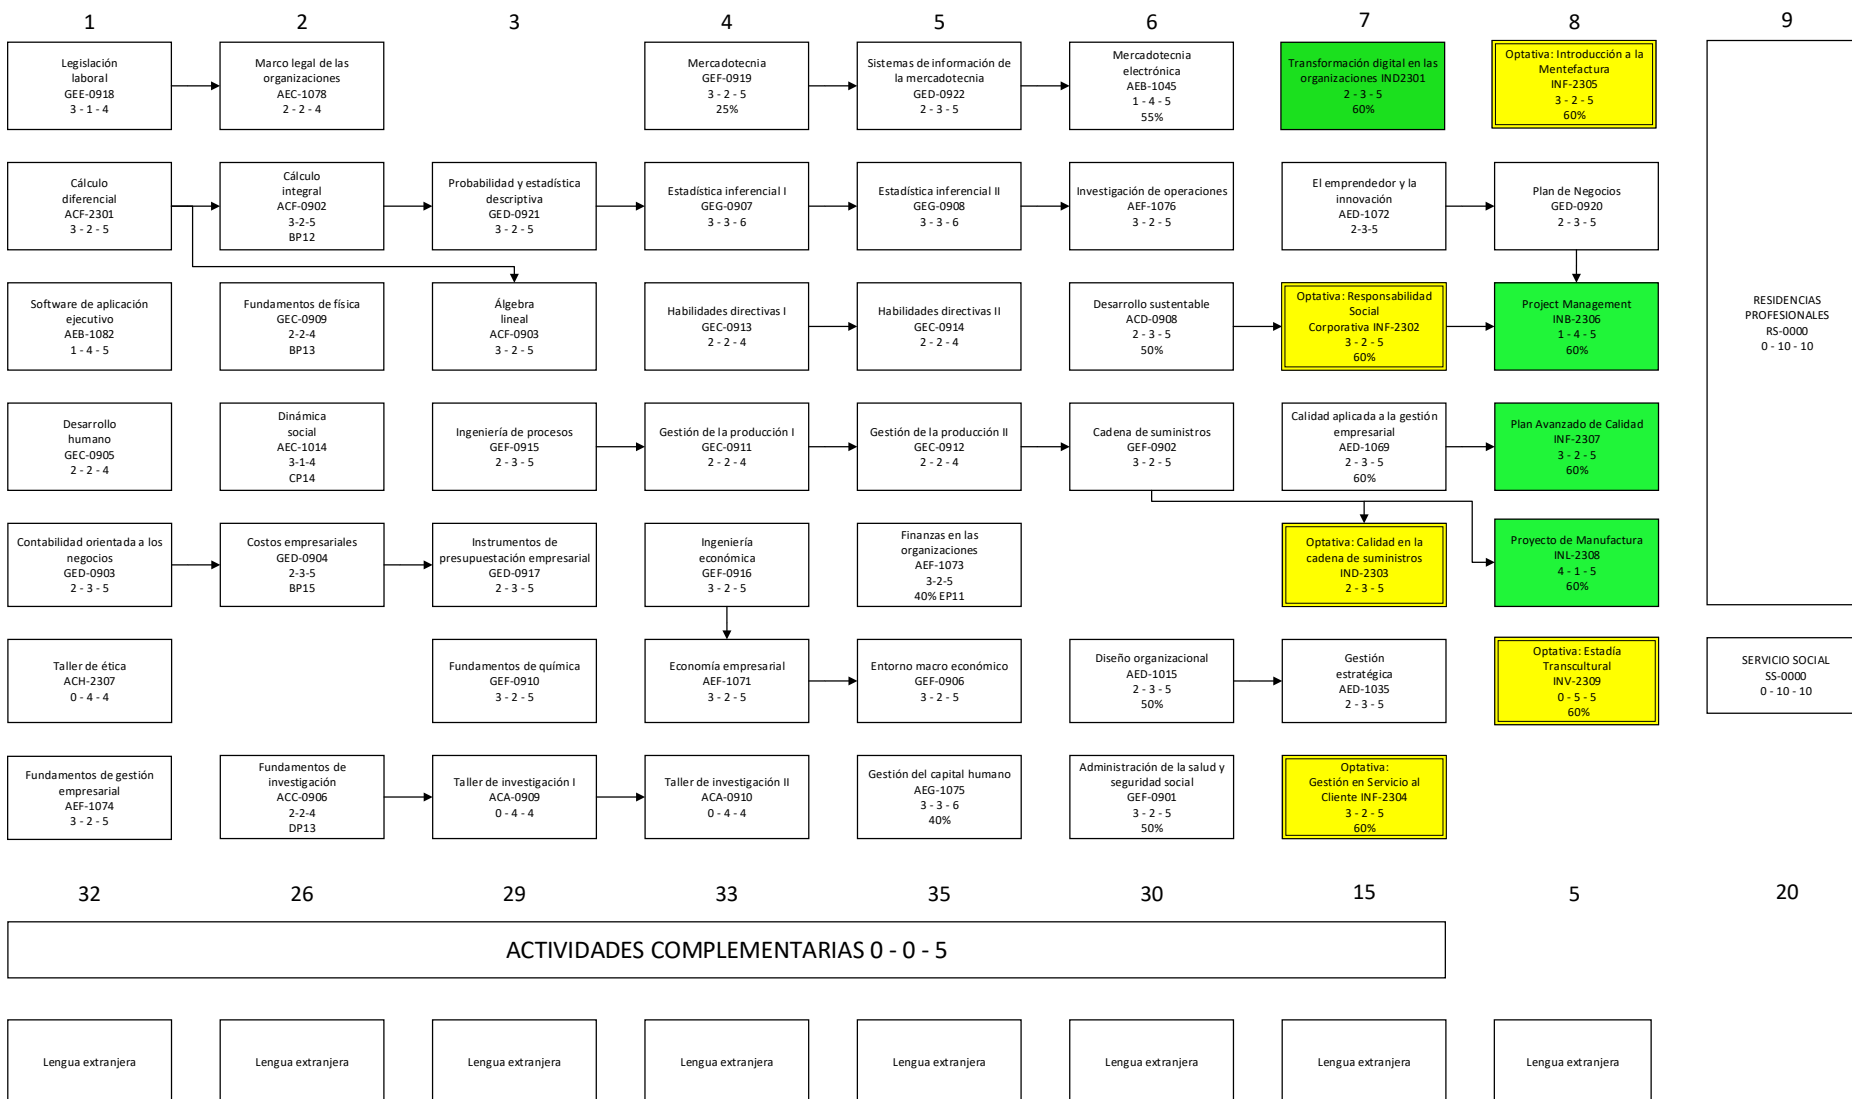 1
2
3
4
5
6
7
8
9
Legislación
laboral
GEE-0918
3 - 1 - 4
Marco legal de las
organizaciones
AEC-1078
2 - 2 - 4
Mercadotecnia
GEF-0919
3 - 2 - 5
25%
Sistemas de información de
la mercadotecnia
GED-0922
2 - 3 - 5
Mercadotecnia
electrónica
AEB-1045
1 - 4 - 5
55%
Transformación digital en las
organizaciones IND2301
2 - 3 - 5
60%
Optativa: Introducción a la
Mentefactura
INF-2305
3 - 2 - 5
60%
Cálculo
diferencial
ACF-2301
3 - 2 - 5
Cálculo
integral
ACF-0902
3-2-5
BP12
Probabilidad y estadística
descriptiva
GED-0921
3 - 2 - 5
Estadística inferencial I
GEG-0907
3 - 3 - 6
Estadística inferencial II
GEG-0908
3 - 3 - 6
Investigación de operaciones
AEF-1076
3 - 2 - 5
El emprendedor y la
innovación
AED-1072
2-3-5
Plan de Negocios
GED-0920
2 - 3 - 5
Software de aplicación
ejecutivo
AEB-1082
1 - 4 - 5
Fundamentos de física
GEC-0909
2-2-4
BP13
Álgebra
lineal
ACF-0903
3 - 2 - 5
Habilidades directivas I
GEC-0913
2 - 2 - 4
Habilidades directivas II
GEC-0914
2 - 2 - 4
Desarrollo sustentable
ACD-0908
2 - 3 - 5
50%
Optativa: Responsabilidad
Social
Corporativa INF-2302
3 - 2 - 5
60%
Project Management
INB-2306
1 - 4 - 5
60%
RESIDENCIAS
PROFESIONALES
RS-0000
0 - 10 - 10
Desarrollo
humano
GEC-0905
2 - 2 - 4
Dinámica
social
AEC-1014
3-1-4
CP14
Ingeniería de procesos
GEF-0915
2 - 3 - 5
Gestión de la producción I
GEC-0911
2 - 2 - 4
Gestión de la producción II
GEC-0912
2 - 2 - 4
Cadena de suministros
GEF-0902
3 - 2 - 5
Calidad aplicada a la gestión
empresarial
AED-1069
2 - 3 - 5
60%
Plan Avanzado de Calidad
INF-2307
3 - 2 - 5
60%
Contabilidad orientada a los
negocios
GED-0903
2 - 3 - 5
Costos empresariales
GED-0904
2-3-5
BP15
Instrumentos de
presupuestación empresarial
GED-0917
2 - 3 - 5
Ingeniería
económica
GEF-0916
3 - 2 - 5
Finanzas en las
organizaciones
AEF-1073
3-2-5
40% EP11
Optativa: Calidad en la
cadena de suministros
IND-2303
2 - 3 - 5
Proyecto de Manufactura
INL-2308
4 - 1 - 5
60%
Taller de ética
ACH-2307
0 - 4 - 4
Fundamentos de química
GEF-0910
3 - 2 - 5
Economía empresarial
AEF-1071
3 - 2 - 5
Entorno macro económico
GEF-0906
3 - 2 - 5
Diseño organizacional
AED-1015
2 - 3 - 5
50%
Gestión
estratégica
AED-1035
2 - 3 - 5
Optativa: Estadía
Transcultural
INV-2309
0 - 5 - 5
60%
SERVICIO SOCIAL
SS-0000
0 - 10 - 10
Fundamentos de gestión
empresarial
AEF-1074
3 - 2 - 5
Fundamentos de
investigación
ACC-0906
2-2-4
DP13
Taller de investigación I
ACA-0909
0 - 4 - 4
Taller de investigación II
ACA-0910
0 - 4 - 4
Gestión del capital humano
AEG-1075
3 - 3 - 6
40%
Administración de la salud y
seguridad social
GEF-0901
3 - 2 - 5
50%
Optativa:
Gestión en Servicio al
Cliente INF-2304
3 - 2 - 5
60%
32
26
29
33
35
30
15
5
20
ACTIVIDADES COMPLEMENTARIAS 0 - 0 - 5
Lengua extranjera
Lengua extranjera
Lengua extranjera
Lengua extranjera
Lengua extranjera
Lengua extranjera
Lengua extranjera
Lengua extranjera